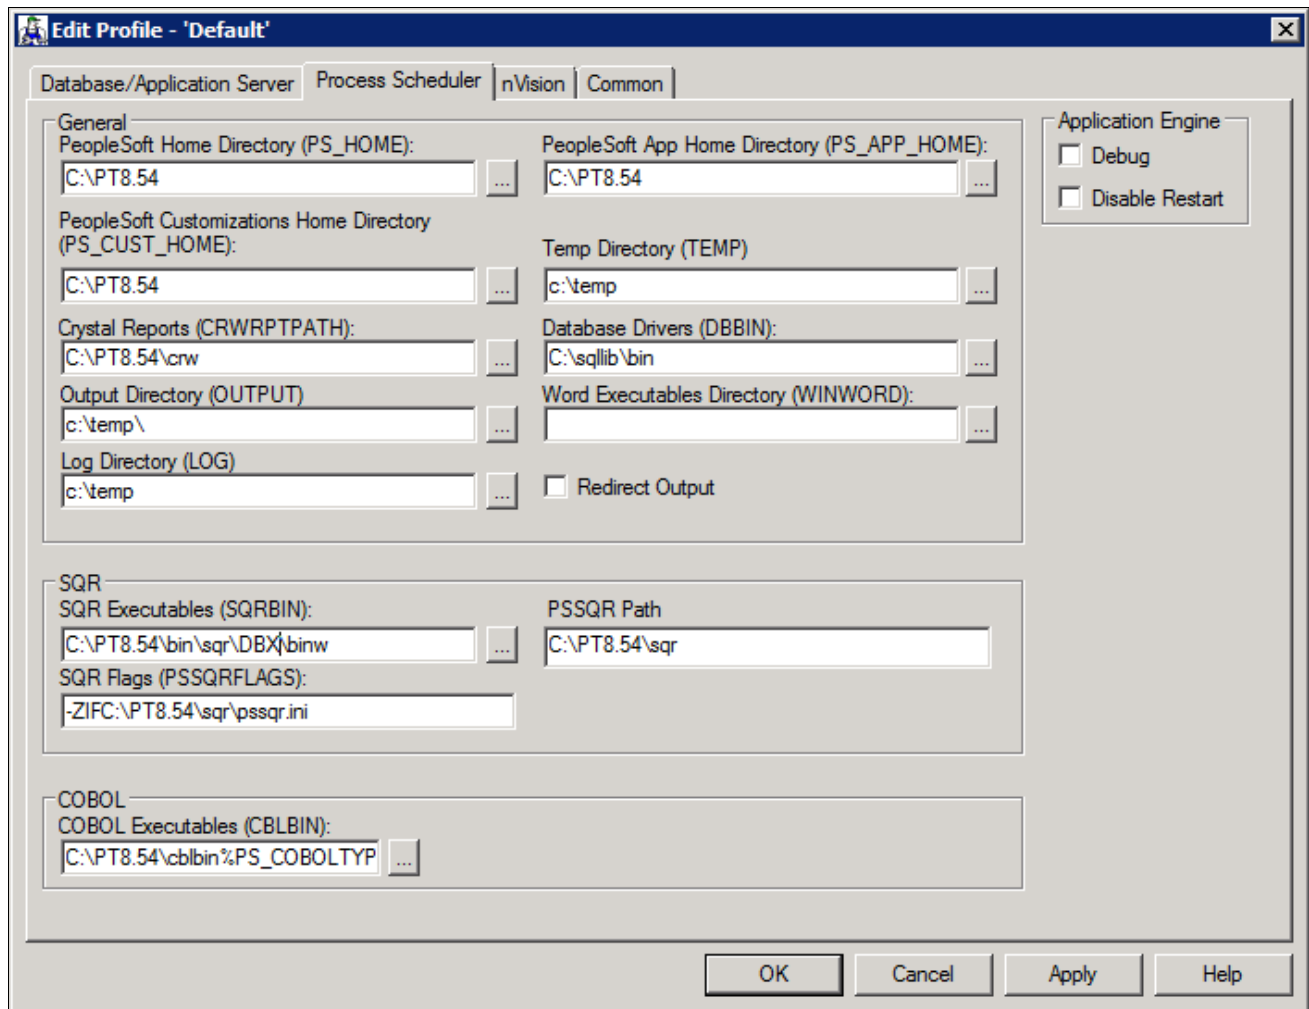 Edit Profile - 'Default'
Database/Application Server
Process Scheduler
nVision
Common
General
PeopleSoft Home Directory (PS_HOME):
C:\PT8.54
...
PeopleSoft App Home Directory (PS_APP_HOME):
C:\PT8.54
...
PeopleSoft Customizations Home Directory
(PS_CUST_HOME):
C:\PT8.54
...
Temp Directory (TEMP)
c:\temp
...
Crystal Reports (CRWRPTPATH):
C:\PT8.54\crw
...
Database Drivers (DBBIN):
C:\sqllib\bin
...
Output Directory (OUTPUT)
c:\temp\
...
Word Executables Directory (WINWORD):
...
Log Directory (LOG)
c:\temp
...
Redirect Output
Application Engine
Debug
Disable Restart
SQR
SQR Executables (SQRBIN):
C:\PT8.54\bin\sqr\DBX\binw
...
PSSQR Path
C:\PT8.54\sqr
SQR Flags (PSSQRFLAGS):
-ZIFC:\PT8.54\sqr\pssqr.ini
COBOL
COBOL Executables (CBLBIN):
C:\PT8.54\cblbin%PS_COBOLTYP
...
OK
Cancel
Apply
Help